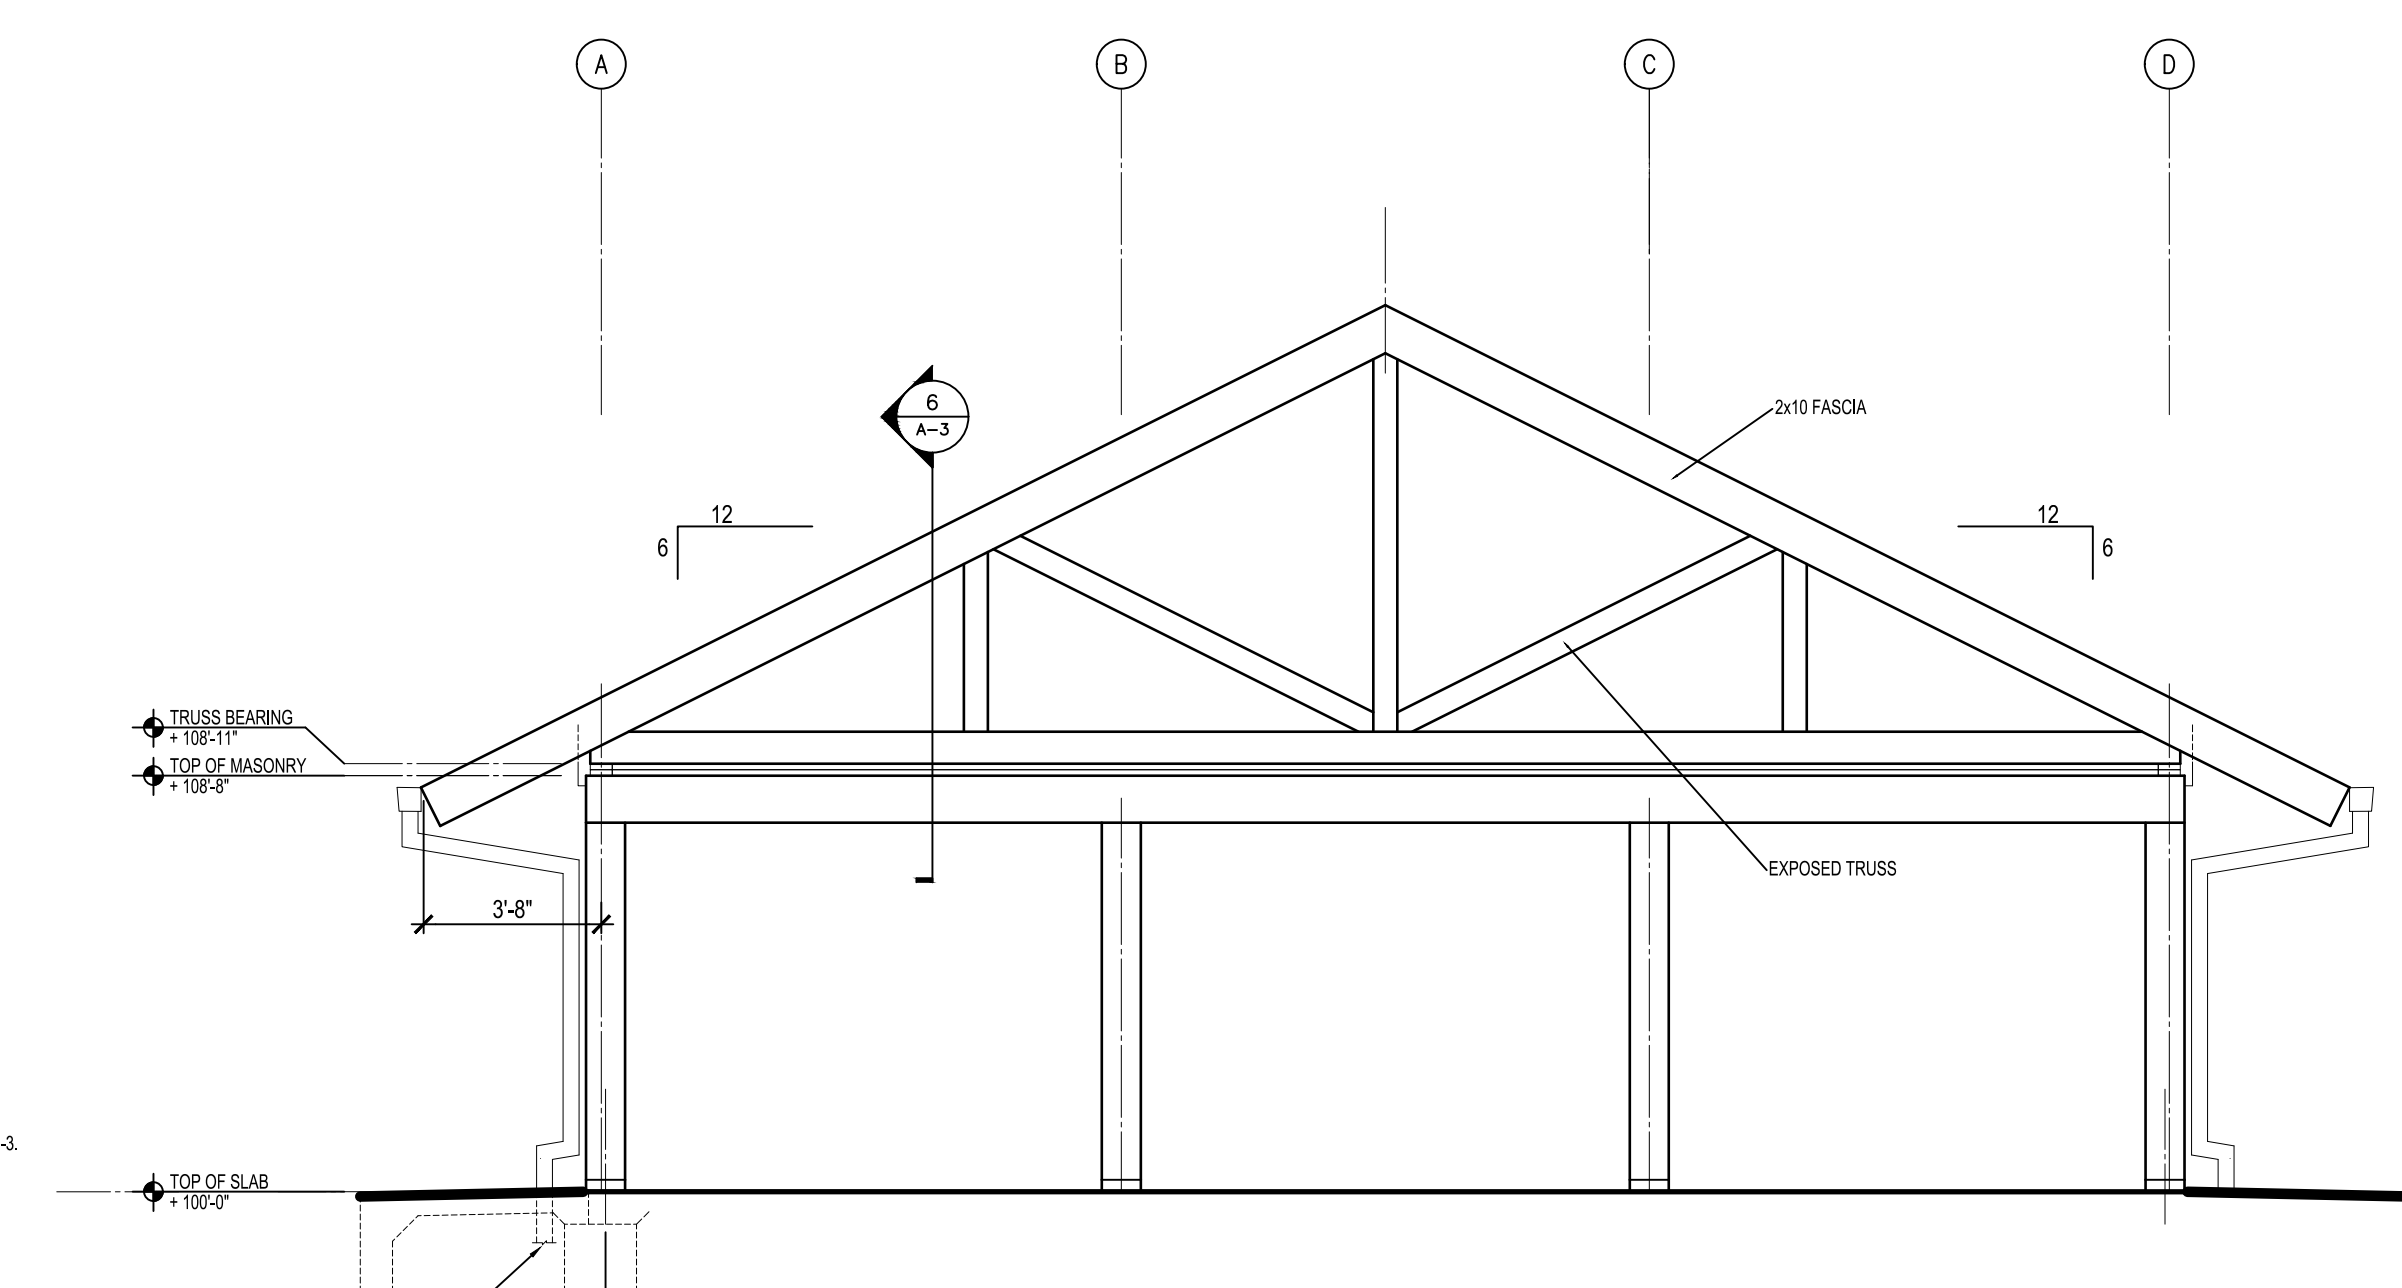 A
B
C
D
6
A-3
2x10 FASCIA
12
6
12
6
TRUSS BEARING
+ 108'-11"
TOP OF MASONRY
+ 108'-8"
EXPOSED TRUSS
3'-8"
-3.
TOP OF SLAB
+ 100'-0"